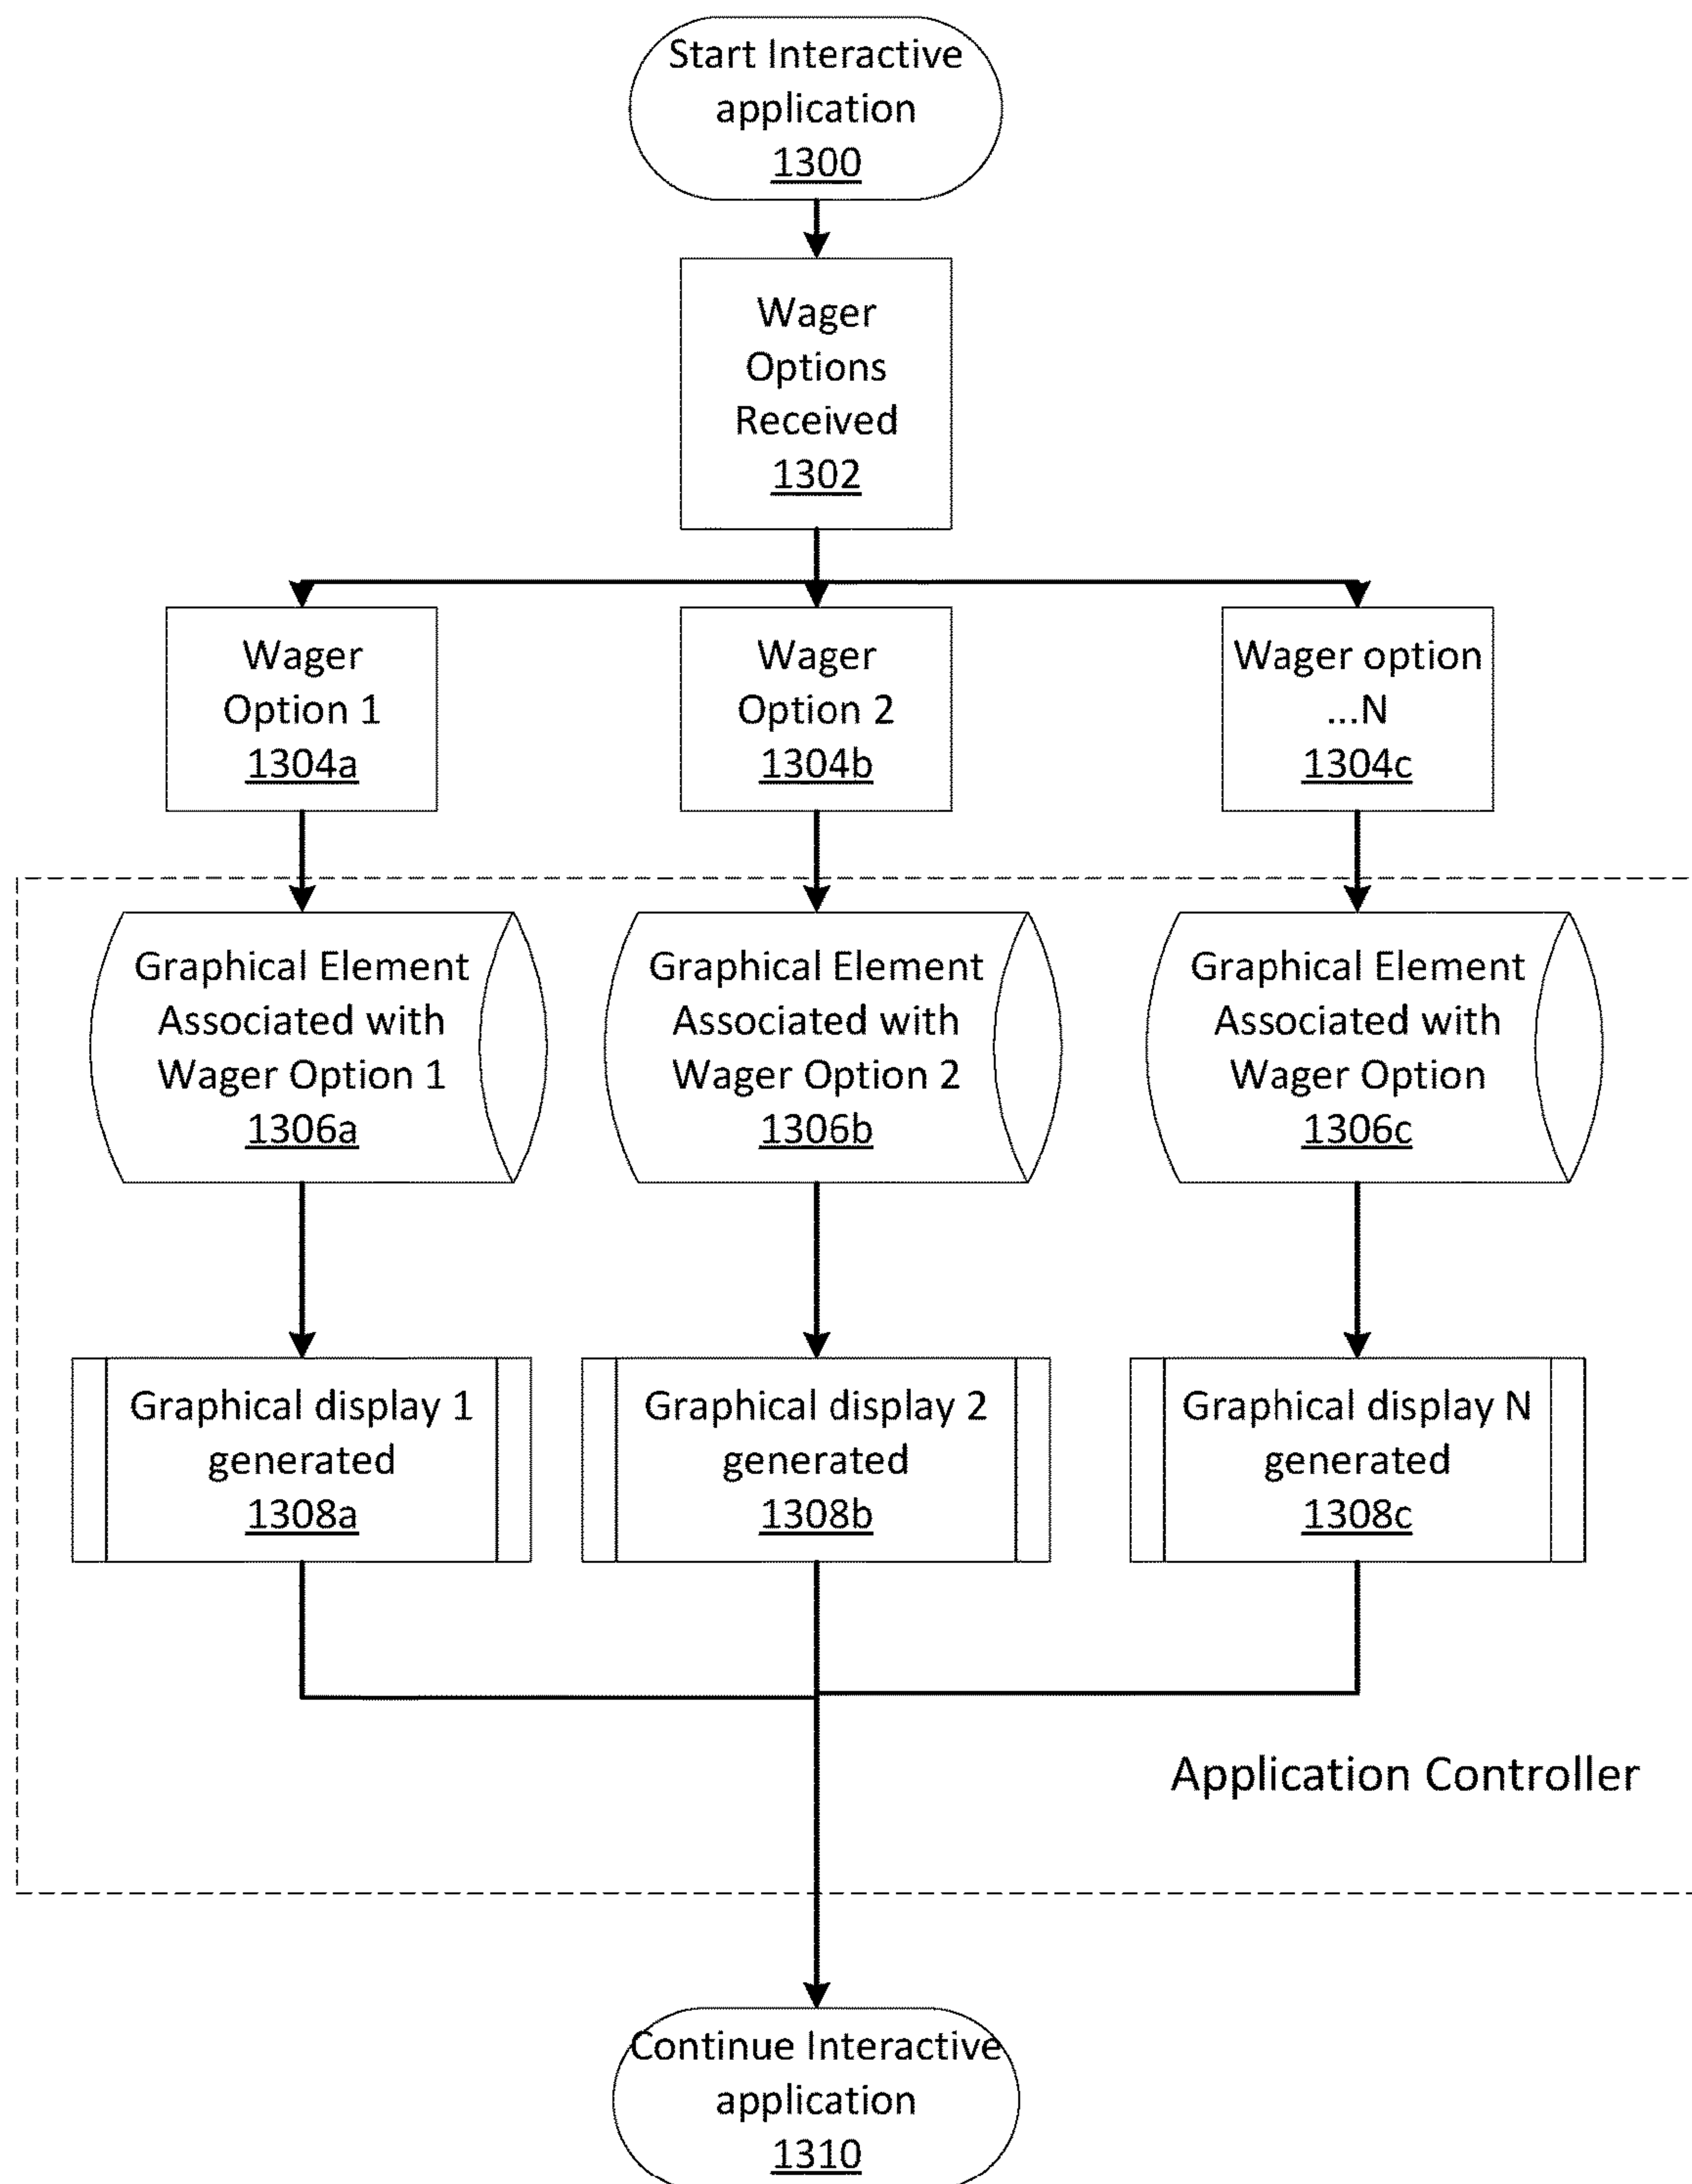 Start Interactive
application
1300
Wager
Options
Received
1302
Wager
Option 1
1304a
Wager
Option 2
1304b
Wager option
...N
1304c
Graphical Element
Associated with
Wager Option 1
1306a
Graphical Element
Associated with
Wager Option 2
1306b
Graphical Element
Associated with
Wager Option
1306c
Graphical display 1
generated
1308a
Graphical display 2
generated
1308b
Graphical display N
generated
1308c
Application Controller
Continue Interactive
application
1310